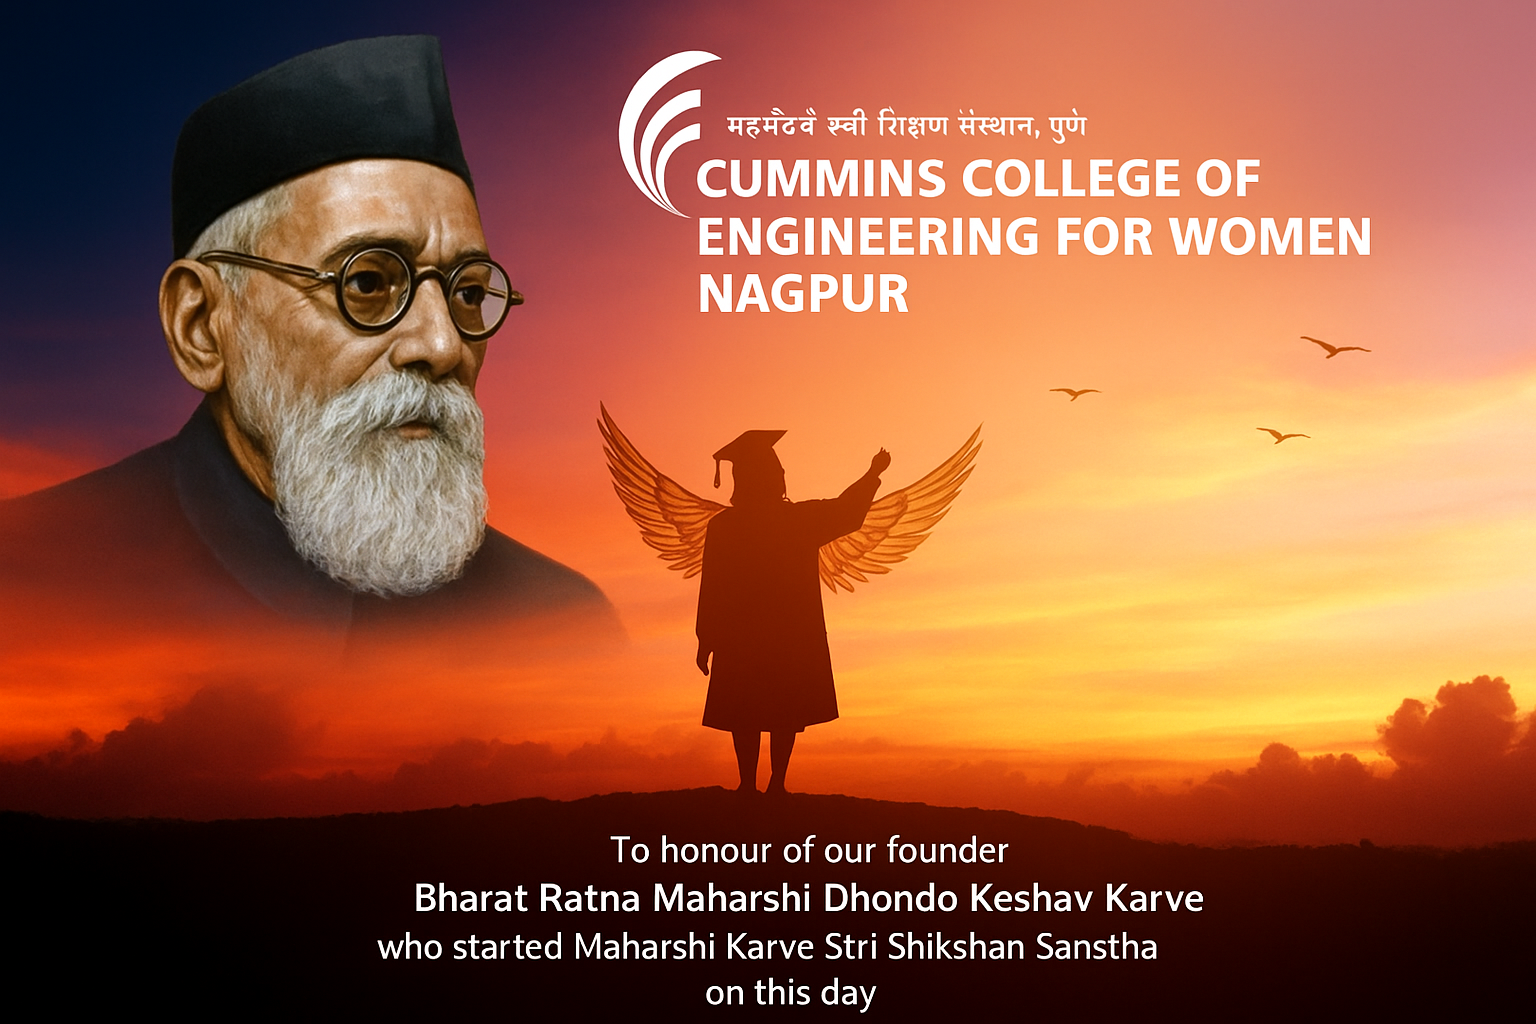 महमैटवै स्वी शिक्षण संस्थान, पुणे
CUMMINS COLLEGE OF
ENGINEERING FOR WOMEN
NAGPUR
To honour of our founder
Bharat Ratna Maharshi Dhondo Keshav Karve
who started Maharshi Karve Stri Shikshan Sanstha
on this day